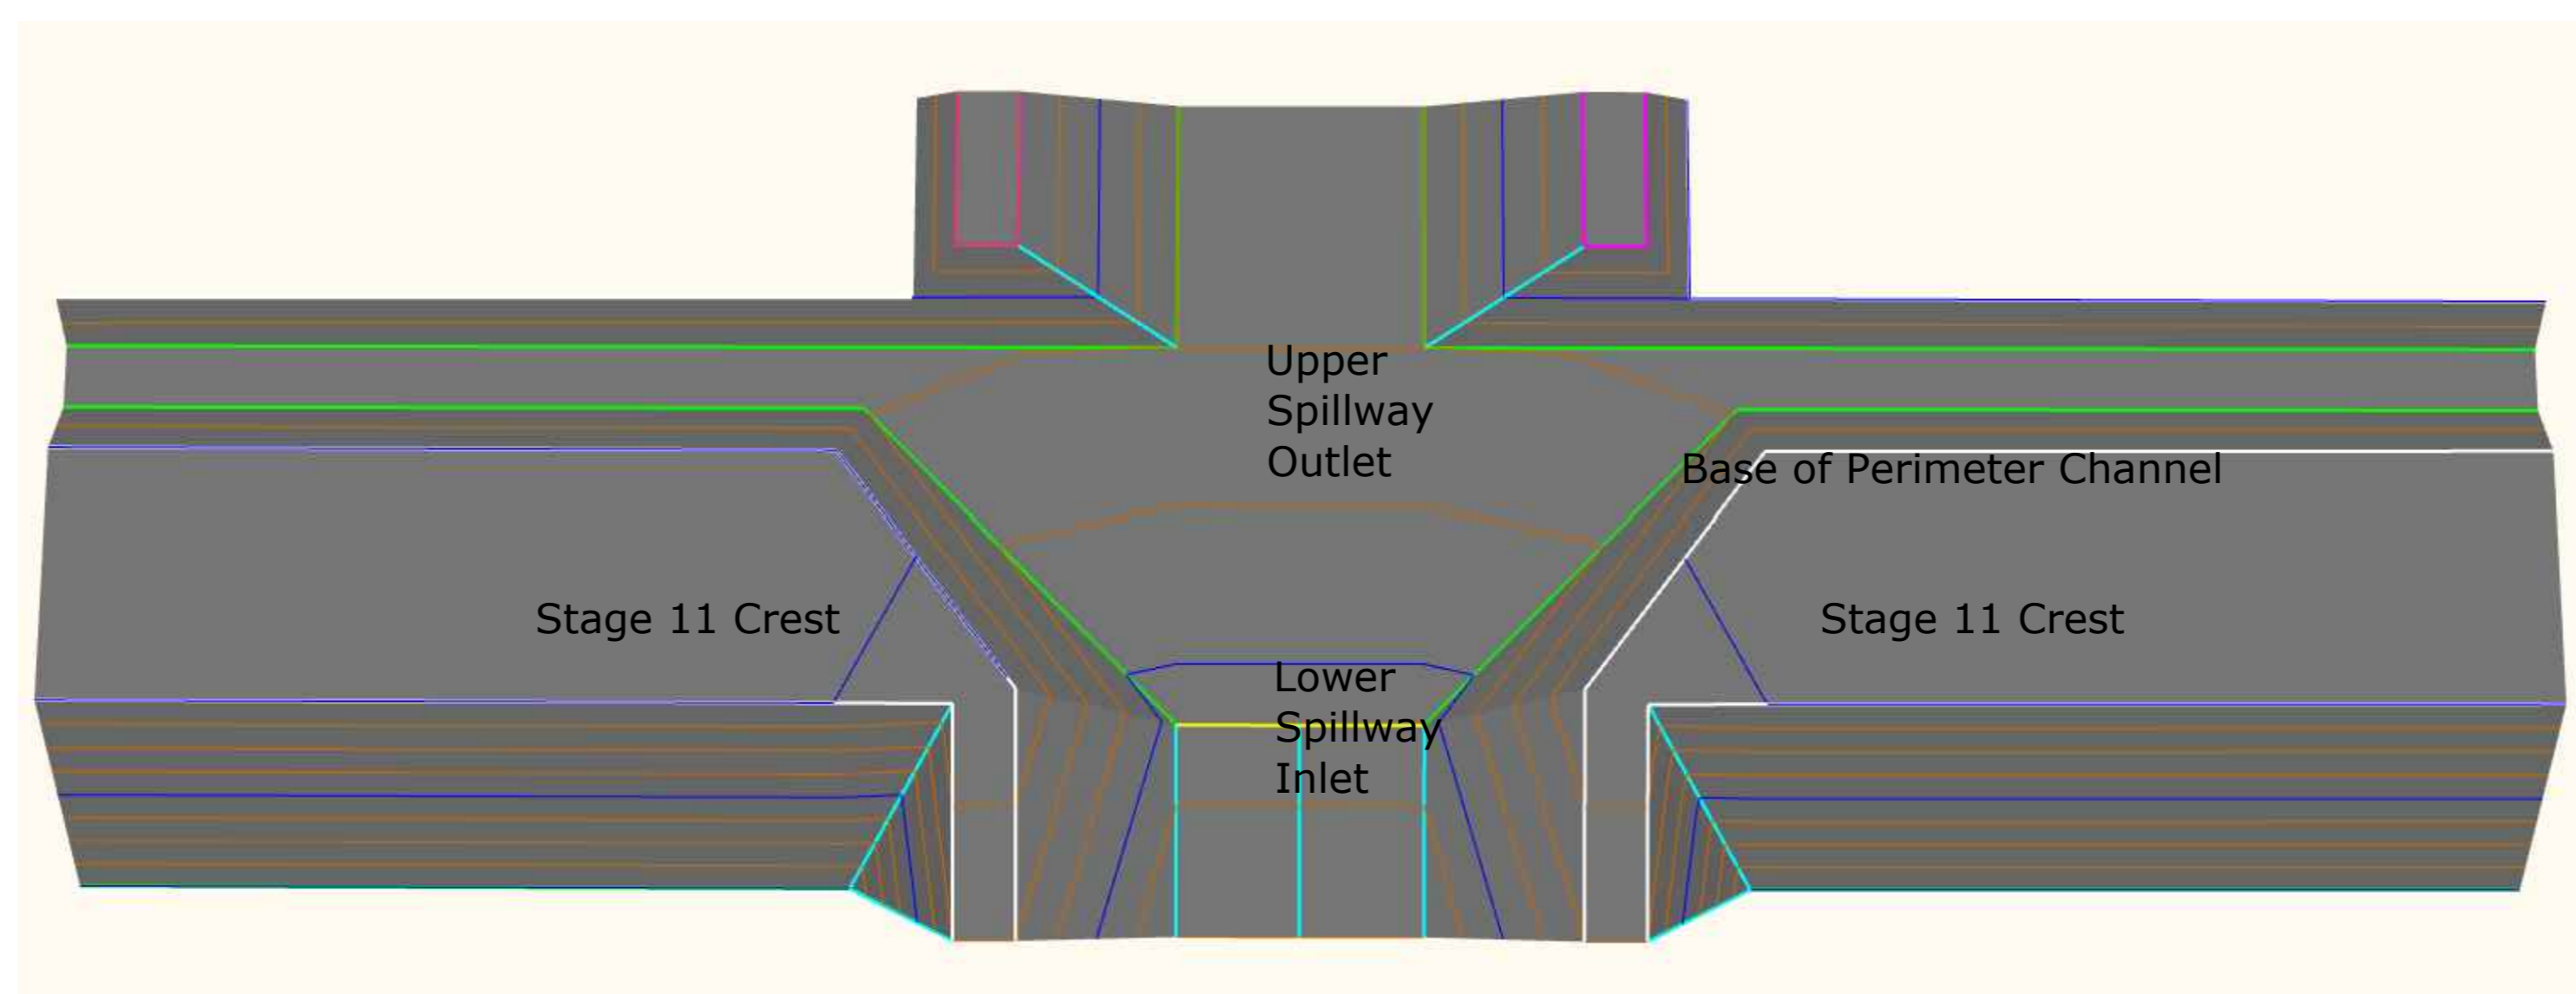 Upper
Spillway
Outlet
Base of Perimeter Channel
Stage 11 Crest
Stage 11 Crest
Lower
Spillway
Inlet